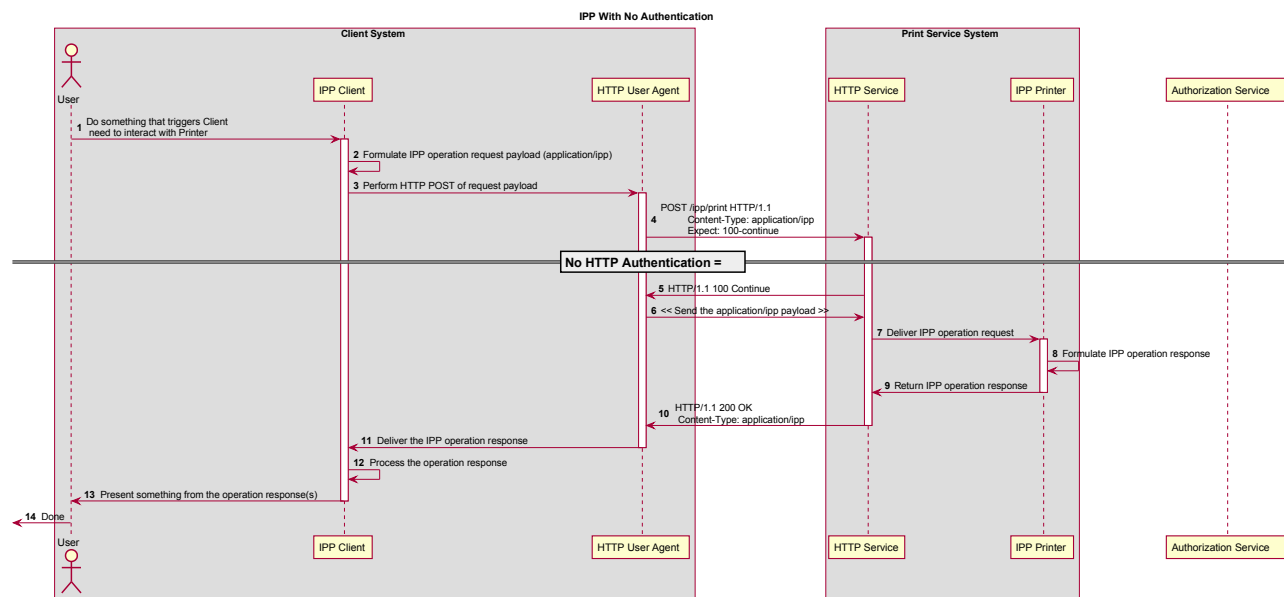 IPP With No Authentication
Client System
Print Service System
User
IPP Client
HTTP User Agent
HTTP Service
IPP Printer
Authorization Service
1 Do something that triggers Client
need to interact with Printer
2 Formulate IPP operation request payload (application/ipp)
3 Perform HTTP POST of request payload
POST /ipp/print HTTP/1.1
4 Content-Type: application/ipp
Expect: 100-continue
No HTTP Authentication =
5 HTTP/1.1 100 Continue
6 << Send the application/ipp payload >>
7 Deliver IPP operation request
8 Formulate IPP operation response
9 Return IPP operation response
HTTP/1.1 200 OK
10 Content-Type: application/ipp
11 Deliver the IPP operation response
12 Process the operation response
13 Present something from the operation response(s)
14 Done
User
IPP Client
HTTP User Agent
HTTP Service
IPP Printer
Authorization Service